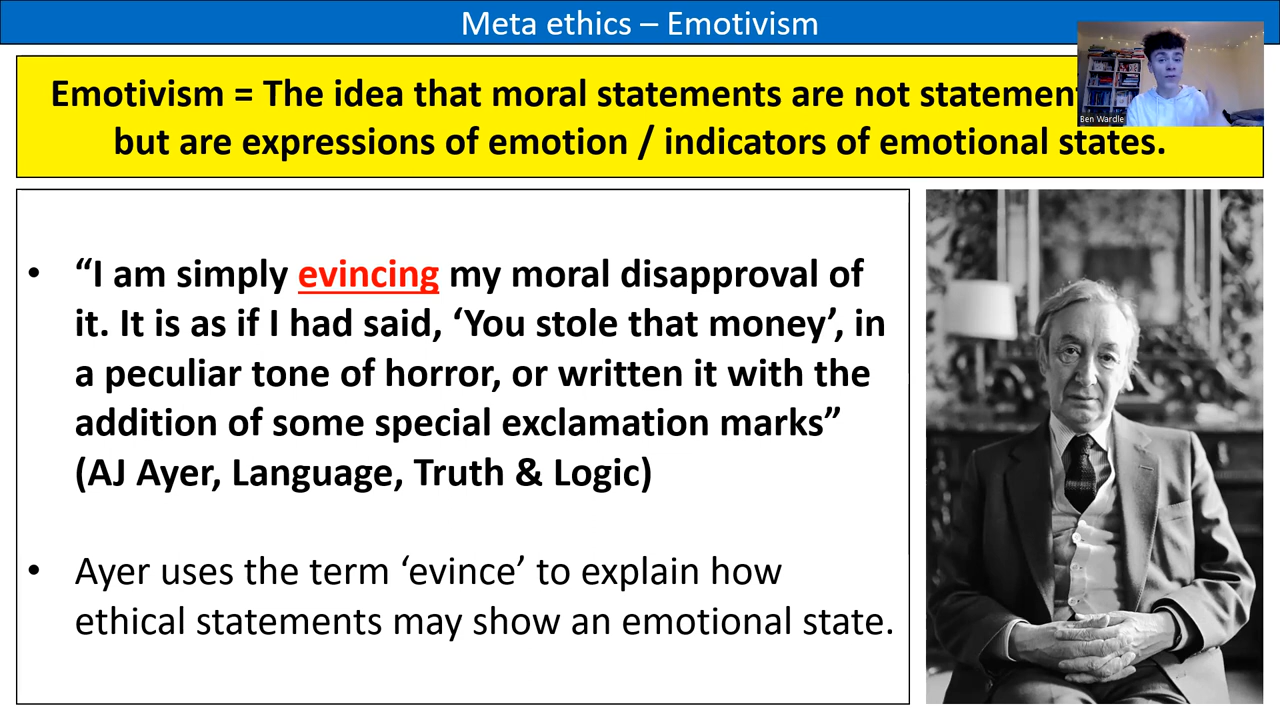 Meta ethics – Emotivism
Emotivism = The idea that moral statements are not
but are expressions of emotion / indicators of emotional states.
Ben Wardle
• “I am simply evincing my moral disapproval of
it. It is as if I had said, ‘You stole that money’, in
a peculiar tone of horror, or written it with the
addition of some special exclamation marks”
(AJ Ayer, Language, Truth & Logic)
• Ayer uses the term ‘evince’ to explain how
ethical statements may show an emotional state.